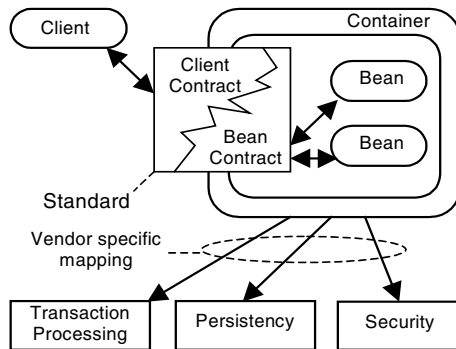 Client
Container
Client
Contract
Bean
Bean
Bean
Contract
Standard
Vendor specific
mapping
Transaction
Processing
Persistency
Security